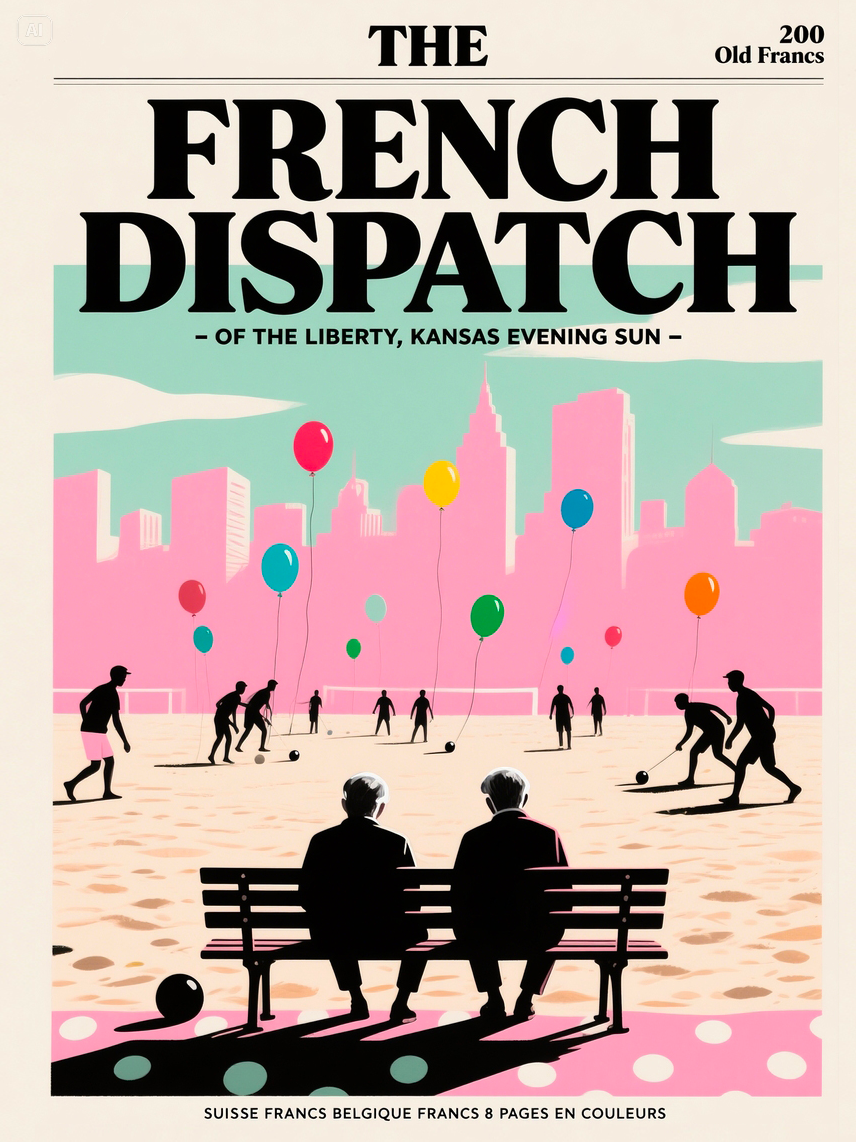 AI
THE
200
Old Francs
FRENCH
DISPATCH
– OF THE LIBERTY, KANSAS EVENING SUN –
SUISSE FRANCS BELGIQUE FRANCS 8 PAGES EN COULEURS